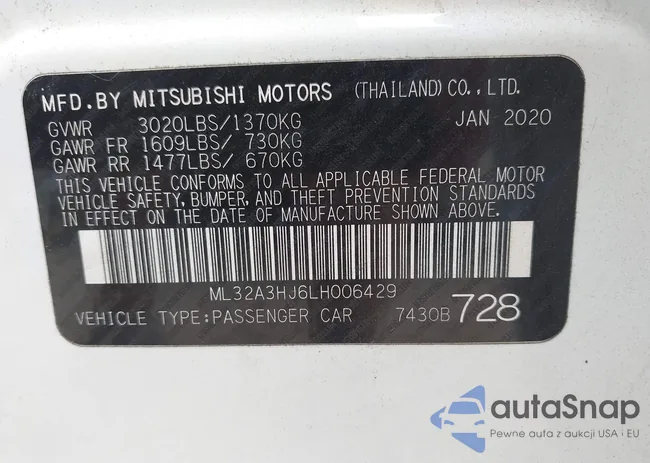 MFD.BY MITSUBISHI MOTORS (THAILAND) CO., LTD.
GVWR 3020LBS/1370KG JAN 2020
GAWR FR 1609LBS/ 730KG
GAWR RR 1477LBS/ 670KG
THIS VEHICLE CONFORMS TO ALL APPLICABLE FEDERAL MOTOR
VEHICLE SAFETY, BUMPER, AND THEFT PREVENTION STANDARDS
IN EFFECT ON THE DATE OF MANUFACTURE SHOWN ABOVE.
ML32A3HJ6LH006429
VEHICLE TYPE:PASSENGER CAR 7430B 728
autaSnap
Pewne auta z aukcji USA i EU